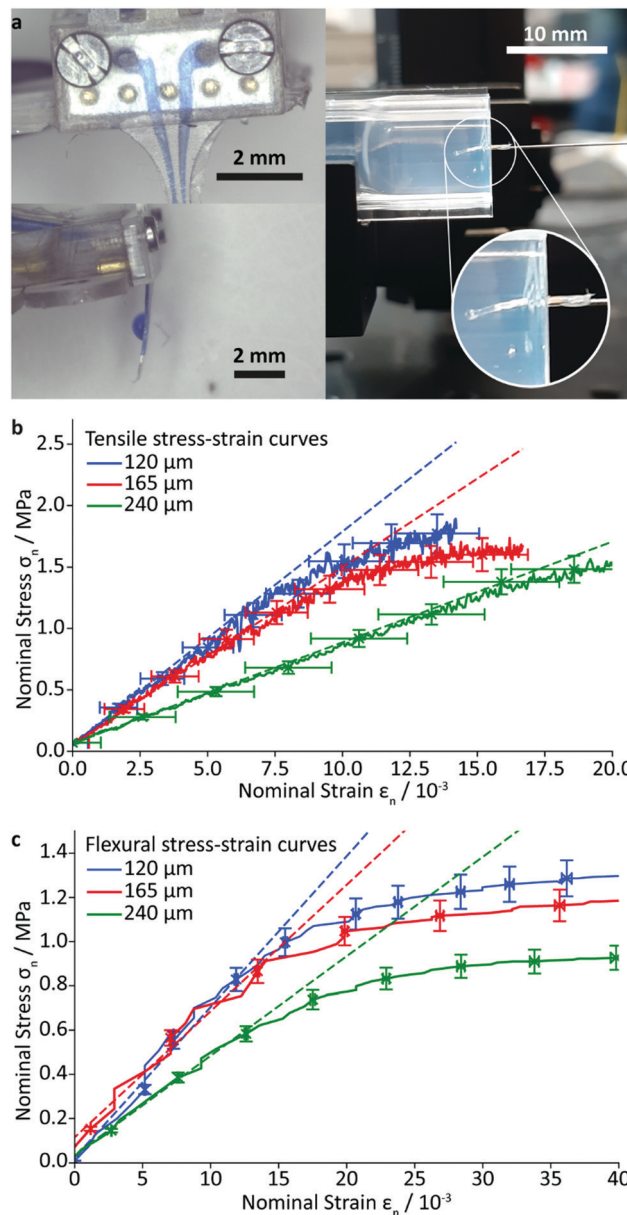 a
10 mm
2 mm
2 mm
b
Tensile stress-strain curves
120 μm
165 μm
240 μm
Nominal Stress σn / MPa
2.5
2.0
1.5
1.0
0.5
0.0
0.0 2.5 5.0 7.5 10.0 12.5 15.0 17.5 20.0
Nominal Strain εn / 10-3
c
Flexural stress-strain curves
120 μm
165 μm
240 μm
Nominal Stress σn / MPa
1.4
1.2
1.0
0.8
0.6
0.4
0.2
0.0
0 5 10 15 20 25 30 35 40
Nominal Strain εn / 10-3